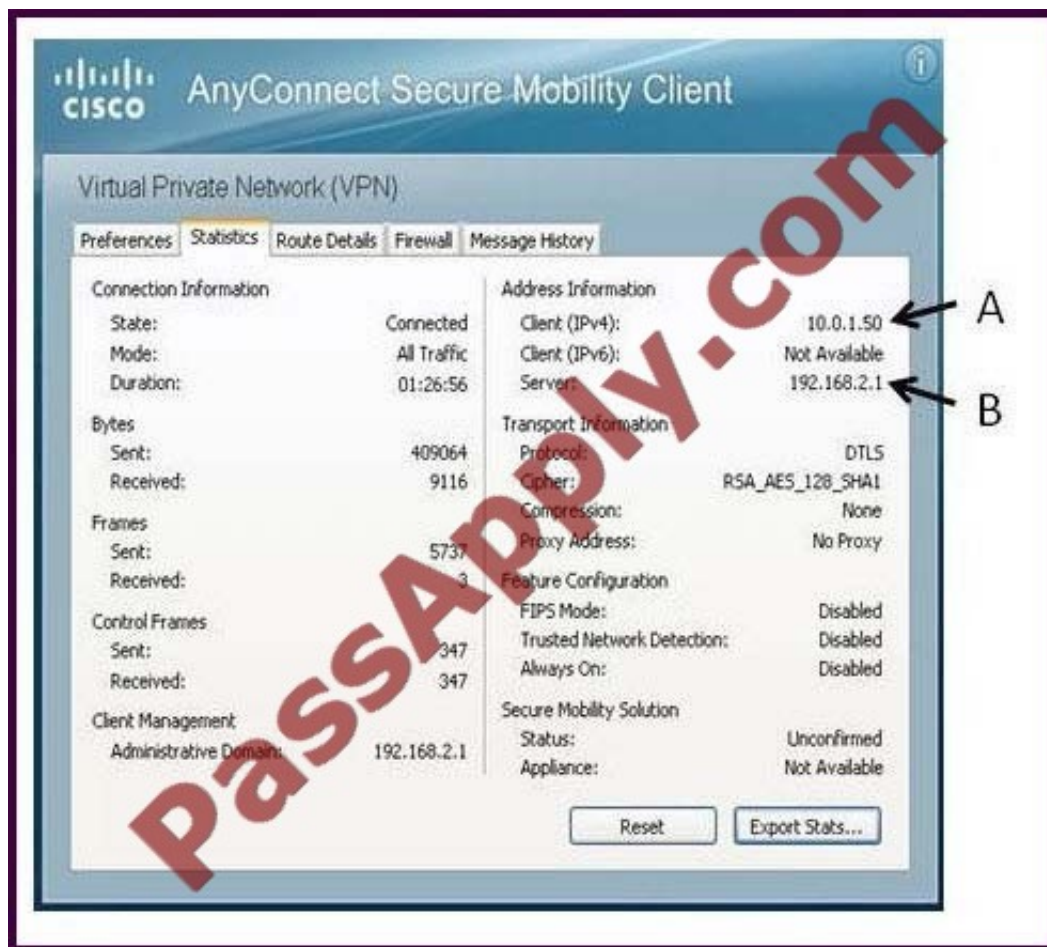 CISCO
AnyConnect Secure Mobility Client
Virtual Private Network (VPN)
Preferences Statistics Route Details Firewall Message History
Connection Information
State: Connected
Mode: All Traffic
Duration: 01:26:56
Bytes
Sent: 409064
Received: 9116
Frames
Sent: 5737
Received: 3
Control Frames
Sent: 347
Received: 347
Client Management
Administrative Domain: 192.168.2.1
Address Information
Client (IPv4): 10.0.1.50
Client (IPv6): Not Available
Server: 192.168.2.1
Transport Information
Protocol: DTLS
Cipher: RSA_AES_128_SHA1
Compression: None
Proxy Address: No Proxy
Feature Configuration
FIPS Mode: Disabled
Trusted Network Detection: Disabled
Always On: Disabled
Secure Mobility Solution
Status: Unconfirmed
Appliance: Not Available
Reset Export Stats...
A
B
PassApply.com